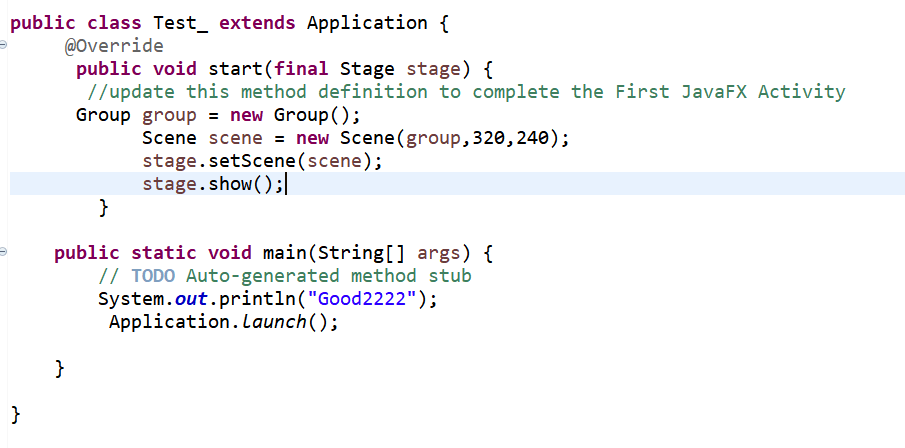 public class Test_ extends Application {
@Override
public void start(final Stage stage) {
//update this method definition to complete the First JavaFX Activity
Group group = new Group();
Scene scene = new Scene(group,320,240);
stage.setScene(scene);
stage.show();
}
public static void main(String[] args) {
// TODO Auto-generated method stub
System.out.println("Good2222");
Application.launch();
}
}